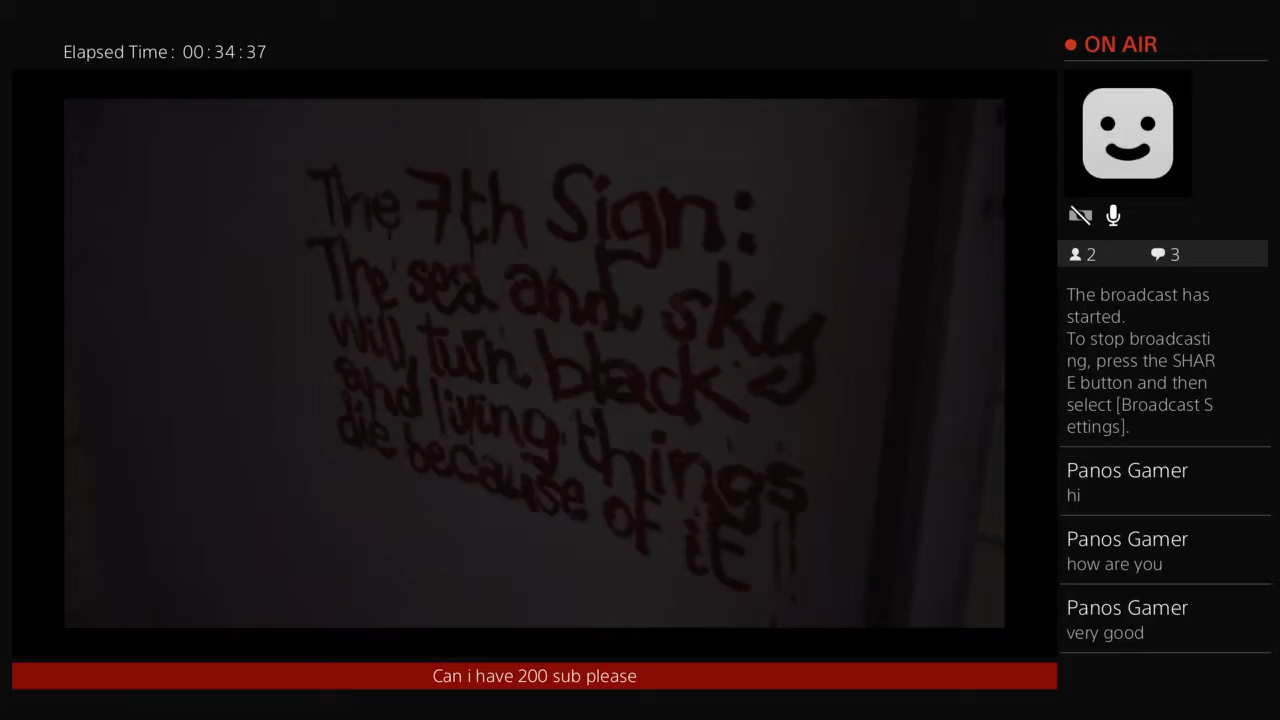 Elapsed Time: 00:34:37
The 7th Sign:
The sea and sky
will turn black
and living things
die because of it
Can i have 200 sub please
ON AIR
2 3
The broadcast has
started.
To stop broadcasti
ng, press the SHAR
E button and then
select [Broadcast S
ettings].
Panos Gamer
hi
Panos Gamer
how are you
Panos Gamer
very good